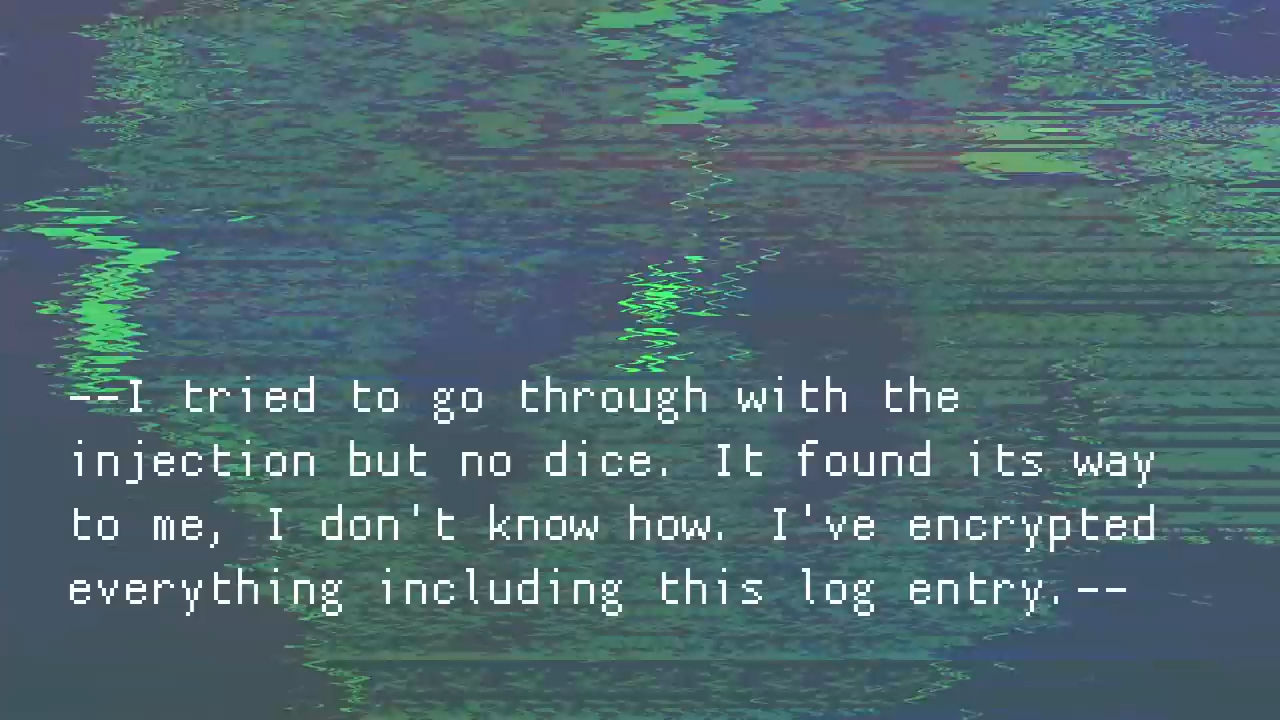 --I tried to go through with the
injection but no dice. It found its way
to me, I don't know how. I've encrypted
everything including this log entry.--